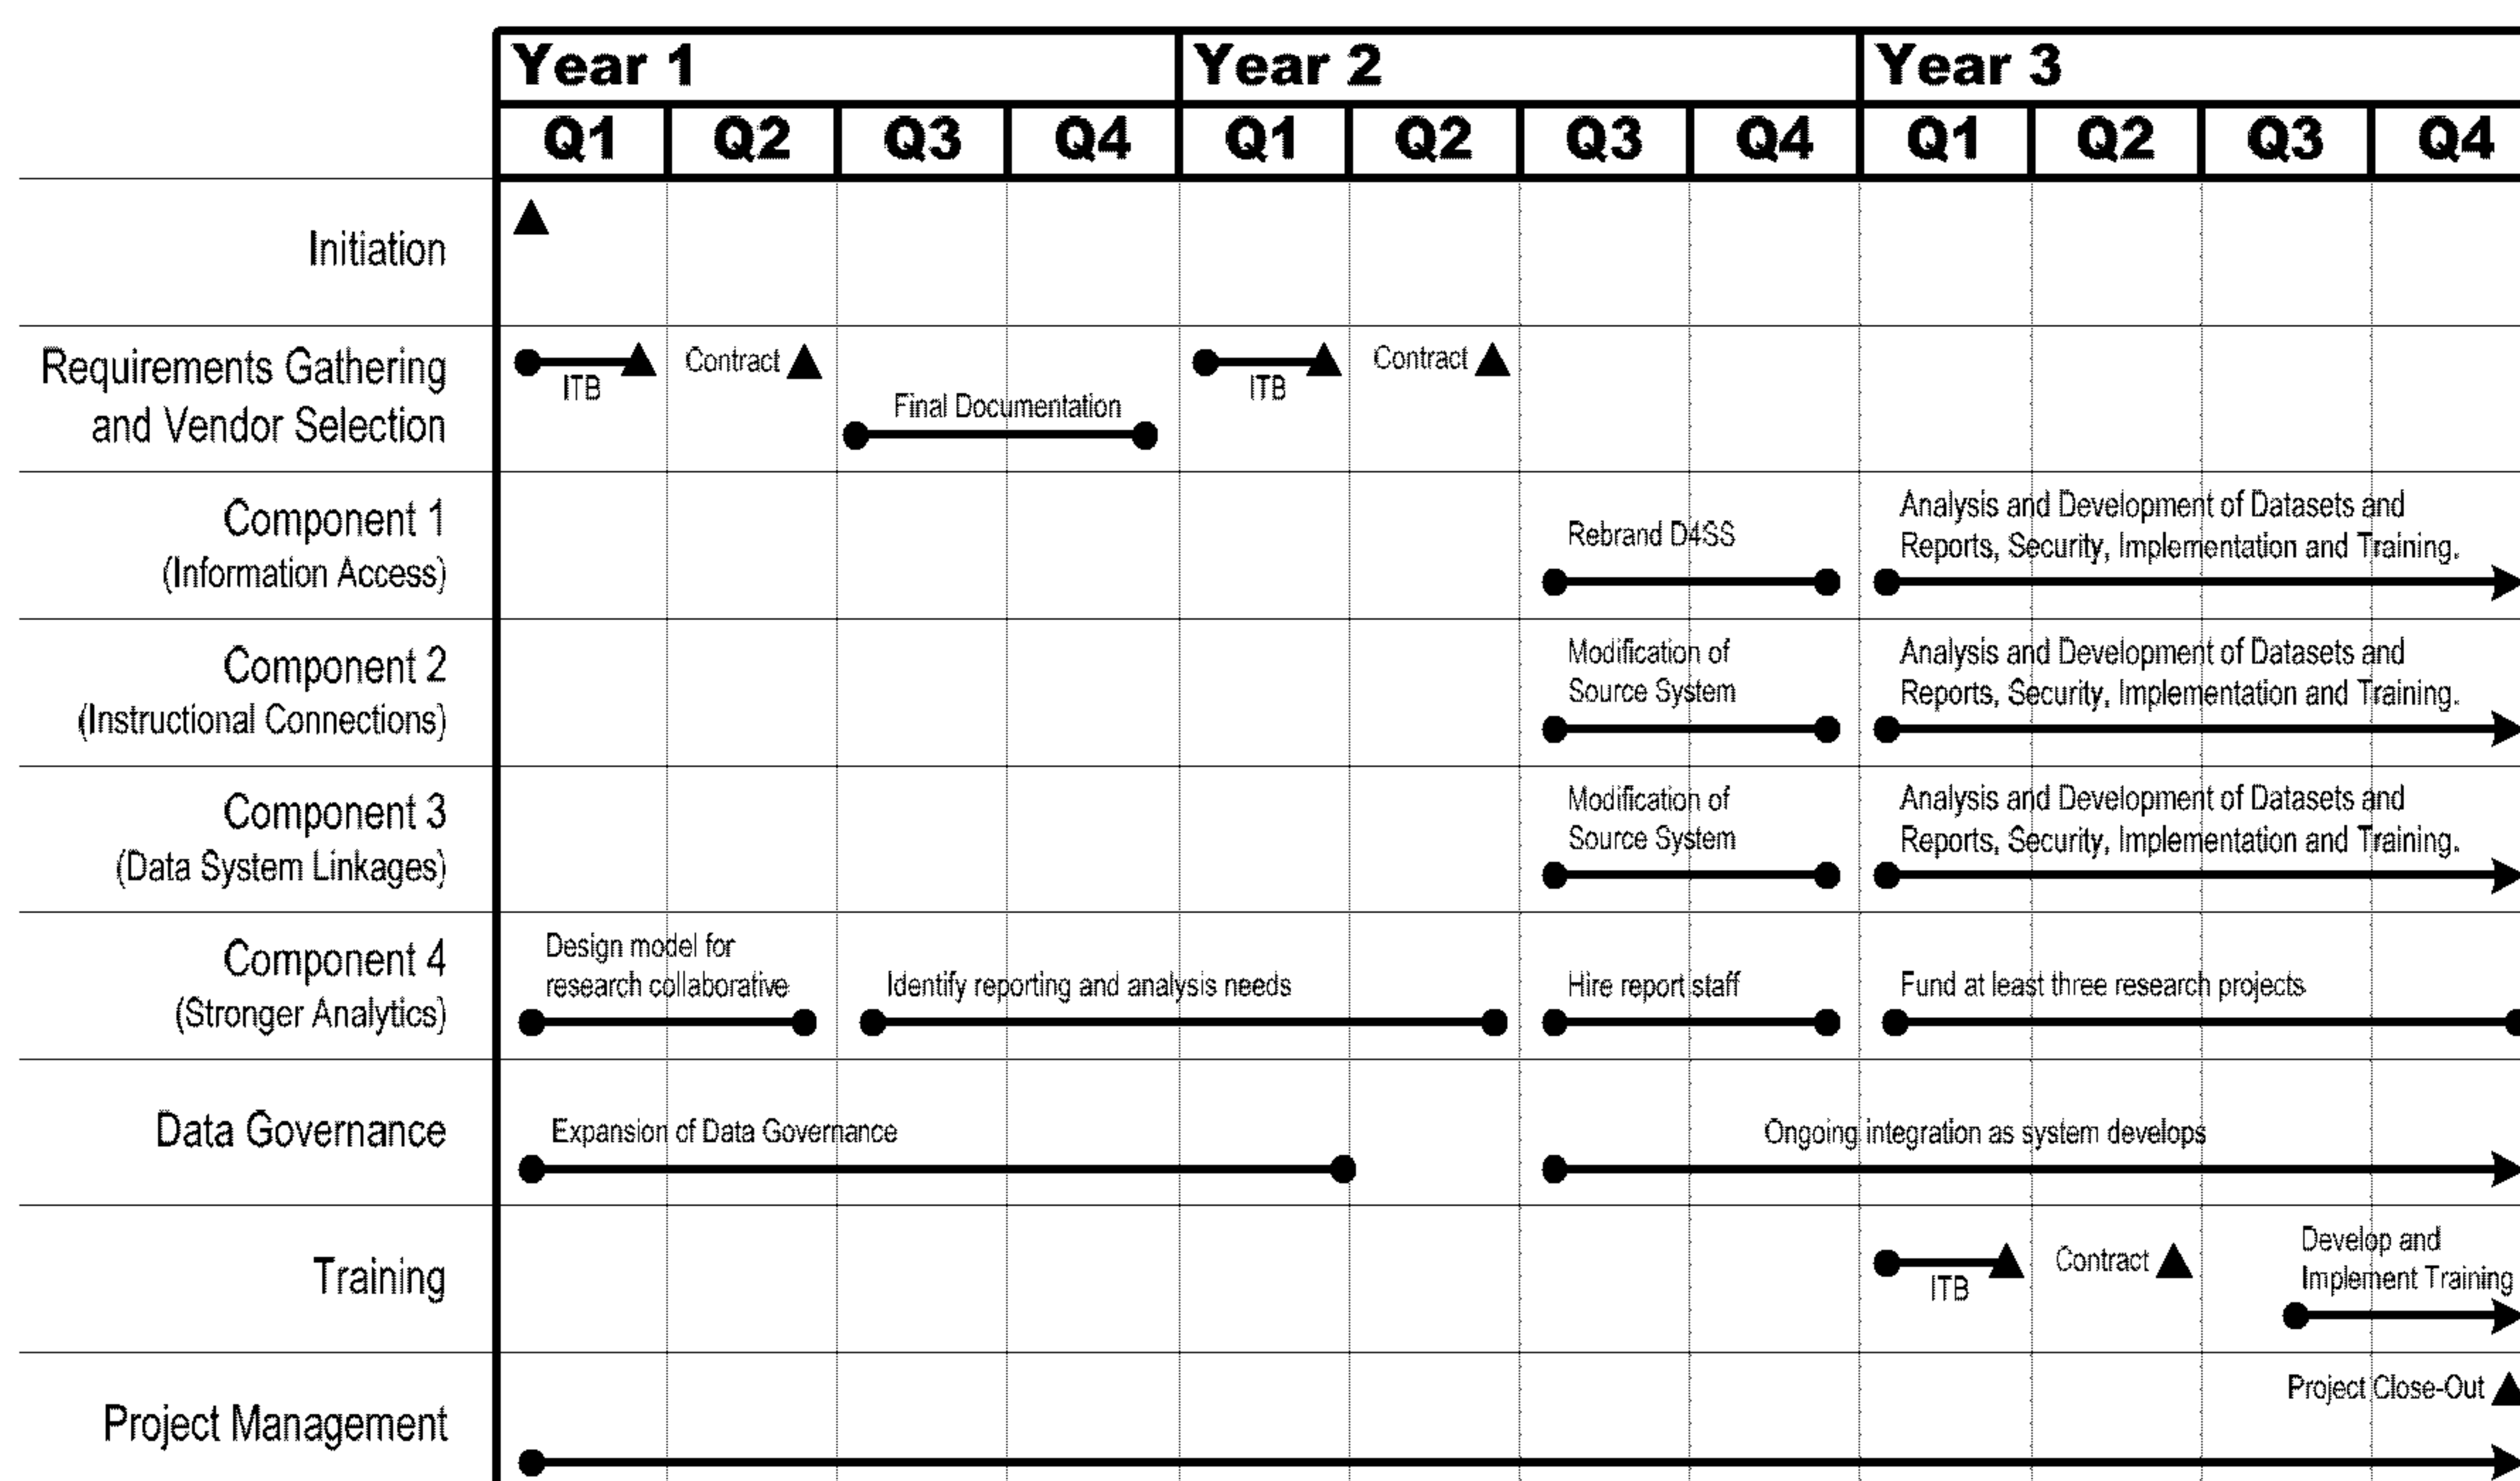 Year 1
Year 2
Year 3
Q1
Q2
Q3
Q4
Q1
Q2
Q3
Q4
Q1
Q2
Q3
Q4
Initiation
Requirements Gathering
and Vendor Selection
ITB
Contract
Final Documentation
ITB
Contract
Component 1
(Information Access)
Rebrand D4SS
Analysis and Development of Datasets and
Reports, Security, Implementation and Training.
Component 2
(Instructional Connections)
Modification of
Source System
Analysis and Development of Datasets and
Reports, Security, Implementation and Training.
Component 3
(Data System Linkages)
Modification of
Source System
Analysis and Development of Datasets and
Reports, Security, Implementation and Training.
Component 4
(Stronger Analytics)
Design model for
research collaborative
Identify reporting and analysis needs
Hire report staff
Fund at least three research projects
Data Governance
Expansion of Data Governance
Ongoing integration as system develops
Training
ITB
Contract
Develop and
Implement Training
Project Management
Project Close-Out